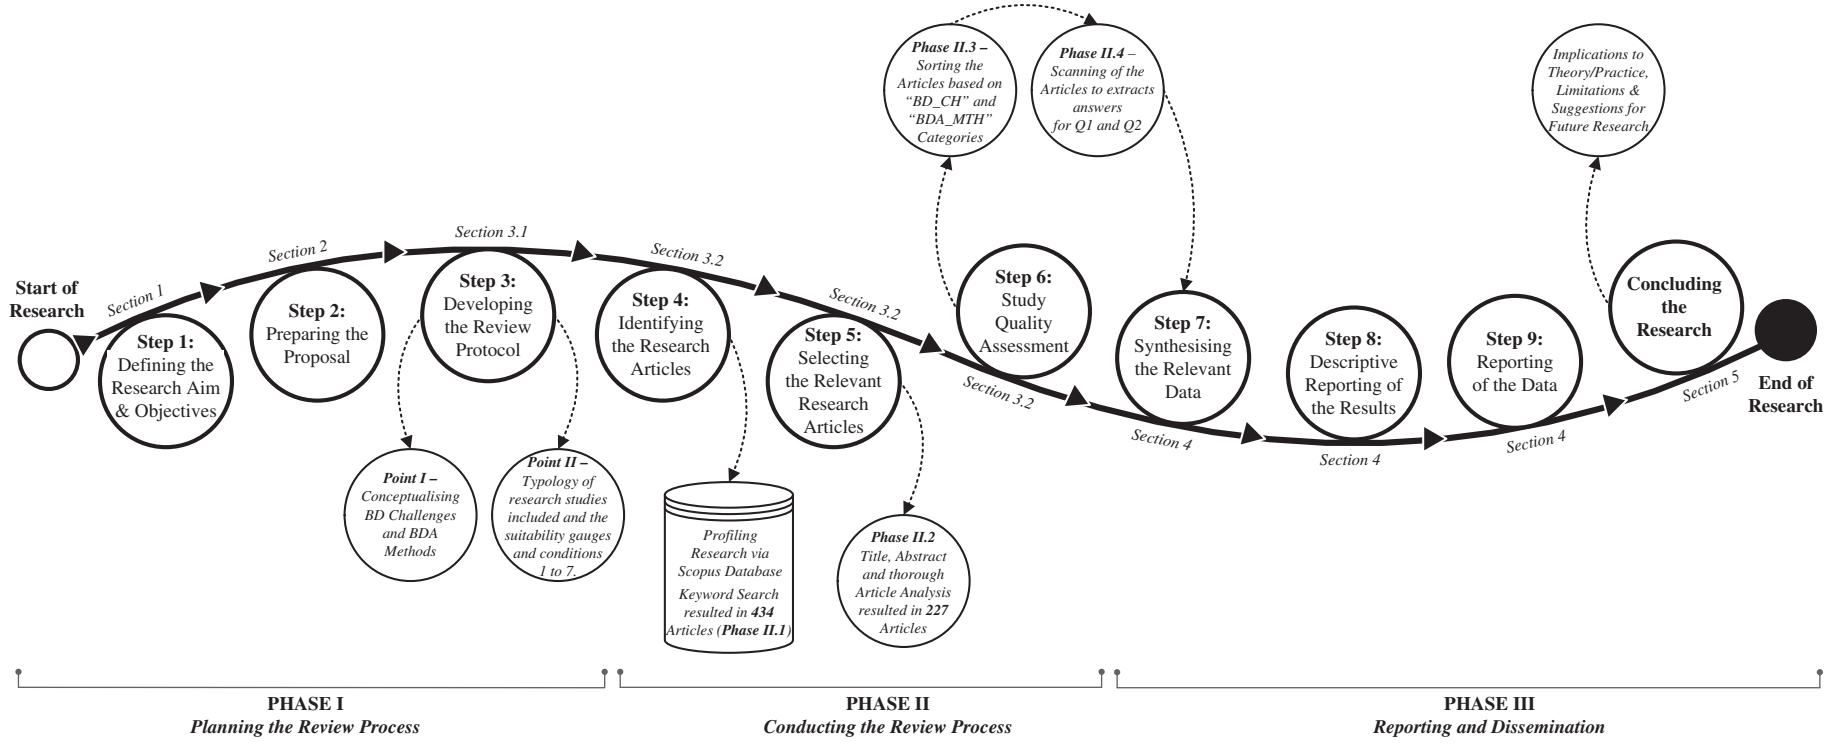 Start of
Research
Section 1
Step 1:
Defining the
Research Aim
& Objectives
Section 2
Step 2:
Preparing the
Proposal
Section 3.1
Step 3:
Developing
the Review
Protocol
Point I –
Conceptualising
BD Challenges
and BDA
Methods
Point II –
Typology of
research studies
included and the
suitability gauges
and conditions
1 to 7.
Section 3.2
Step 4:
Identifying
the Research
Articles
Profiling
Research via
Scopus Database
Keyword Search
resulted in 434
Articles (Phase II.1)
Section 3.2
Step 5:
Selecting
the Relevant
Research
Articles
Phase II.2
Title, Abstract
and thorough
Article Analysis
resulted in 227
Articles
Section 3.2
Step 6:
Study
Quality
Assessment
Phase II.3 –
Sorting the
Articles based on
“BD_CH” and
“BDA_MTH”
Categories
Phase II.4 –
Scanning of the
Articles to extracts
answers
for Q1 and Q2
Step 7:
Synthesising
the Relevant
Data
Section 4
Step 8:
Descriptive
Reporting of
the Results
Section 4
Step 9:
Reporting
of the Data
Section 4
Concluding
the
Research
Section 5
Implications to
Theory/Practice,
Limitations &
Suggestions for
Future Research
End of
Research
PHASE I
Planning the Review Process
PHASE II
Conducting the Review Process
PHASE III
Reporting and Dissemination